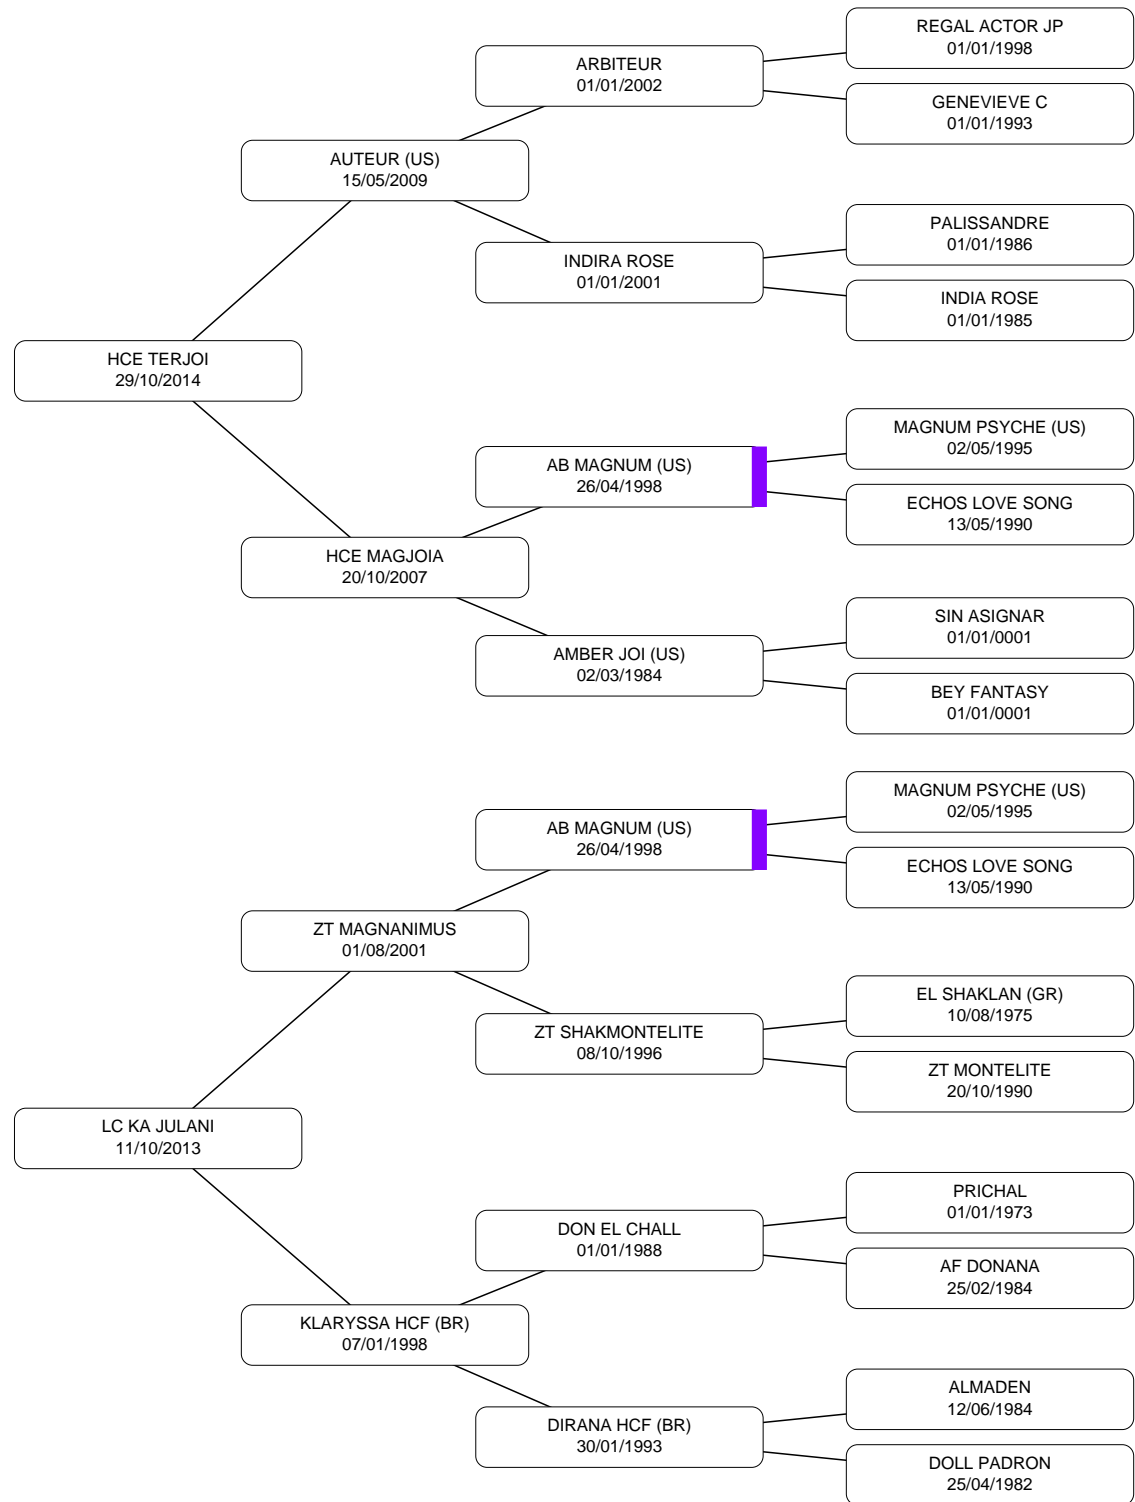 REGAL ACTOR JP
01/01/1998
ARBITEUR
01/01/2002
GENEVIEVE C
01/01/1993
AUTEUR (US)
15/05/2009
PALISSANDRE
01/01/1986
INDIRA ROSE
01/01/2001
INDIA ROSE
01/01/1985
HCE TERJOI
29/10/2014
MAGNUM PSYCHE (US)
02/05/1995
AB MAGNUM (US)
26/04/1998
ECHOS LOVE SONG
13/05/1990
HCE MAGJOIA
20/10/2007
SIN ASIGNAR
01/01/0001
AMBER JOI (US)
02/03/1984
BEY FANTASY
01/01/0001
MAGNUM PSYCHE (US)
02/05/1995
AB MAGNUM (US)
26/04/1998
ECHOS LOVE SONG
13/05/1990
ZT MAGNANIMUS
01/08/2001
EL SHAKLAN (GR)
10/08/1975
ZT SHAKMONTELITE
08/10/1996
ZT MONTELITE
20/10/1990
LC KA JULANI
11/10/2013
PRICHAL
01/01/1973
DON EL CHALL
01/01/1988
AF DONANA
25/02/1984
KLARYSSA HCF (BR)
07/01/1998
ALMADEN
12/06/1984
DIRANA HCF (BR)
30/01/1993
DOLL PADRON
25/04/1982